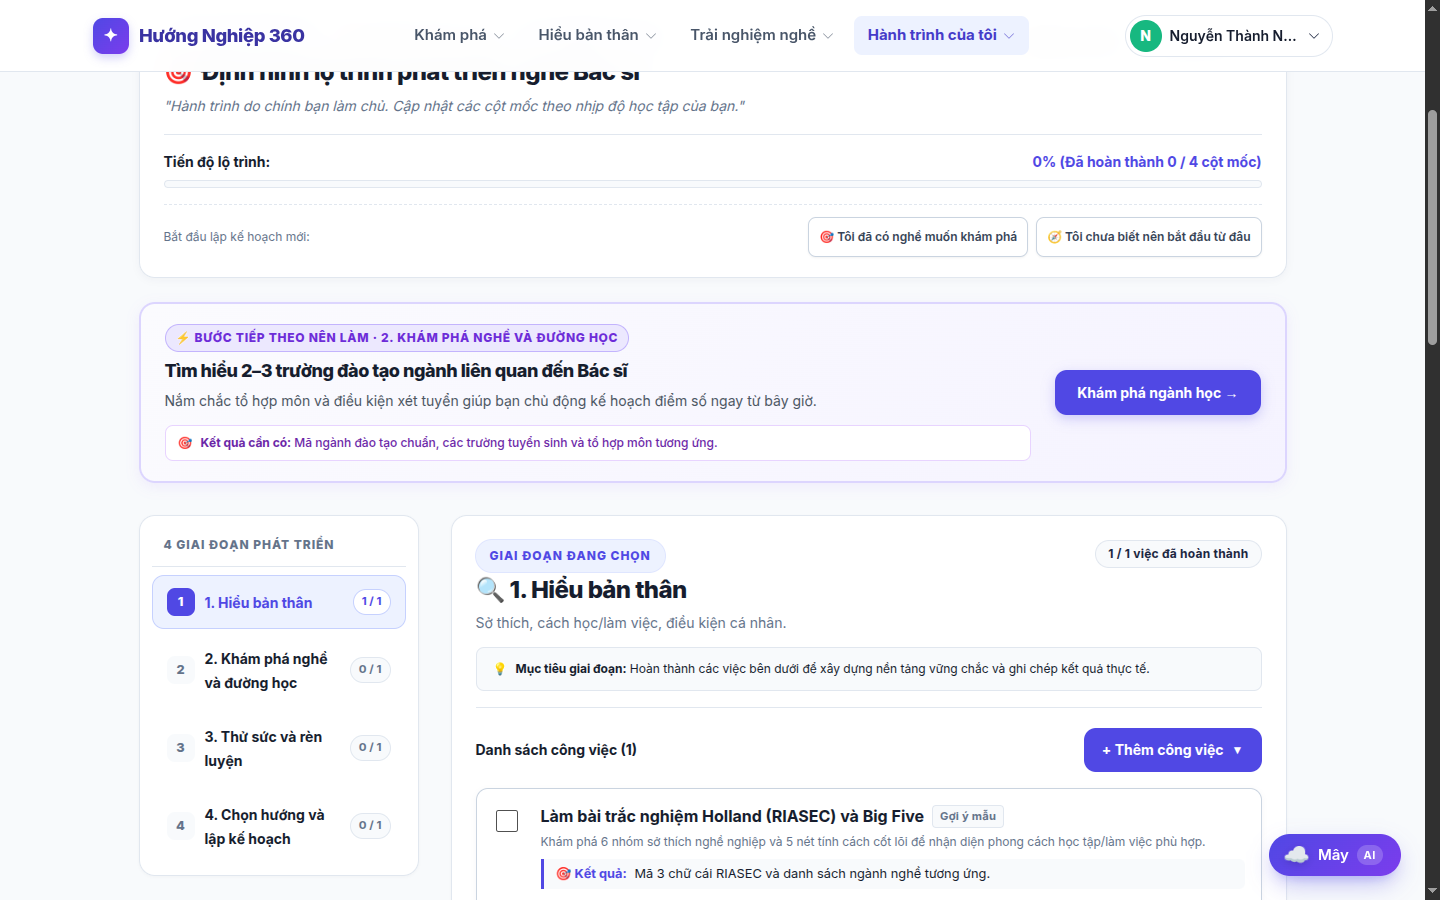 Hướng Nghiệp 360
Khám phá
Hiểu bản thân
Trải nghiệm nghề
Hành trình của tôi
N
Nguyễn Thành N...
Định hình lộ trình phát triển nghề Bác sĩ
"Hành trình do chính bạn làm chủ. Cập nhật các cột mốc theo nhịp độ học tập của bạn."
Tiến độ lộ trình:
0% (Đã hoàn thành 0 / 4 cột mốc)
Bắt đầu lập kế hoạch mới:
Tôi đã có nghề muốn khám phá
Tôi chưa biết nên bắt đầu từ đâu
BƯỚC TIẾP THEO NÊN LÀM · 2. KHÁM PHÁ NGHỀ VÀ ĐƯỜNG HỌC
Tìm hiểu 2–3 trường đào tạo ngành liên quan đến Bác sĩ
Nắm chắc tổ hợp môn và điều kiện xét tuyển giúp bạn chủ động kế hoạch điểm số ngay từ bây giờ.
Kết quả cần có: Mã ngành đào tạo chuẩn, các trường tuyển sinh và tổ hợp môn tương ứng.
Khám phá ngành học →
4 GIAI ĐOẠN PHÁT TRIỂN
1
1. Hiểu bản thân
1 / 1
2
2. Khám phá nghề
và đường học
0 / 1
3
3. Thử sức và rèn
luyện
0 / 1
4
4. Chọn hướng và
lập kế hoạch
0 / 1
GIAI ĐOẠN ĐANG CHỌN
1 / 1 việc đã hoàn thành
1. Hiểu bản thân
Sở thích, cách học/làm việc, điều kiện cá nhân.
Mục tiêu giai đoạn: Hoàn thành các việc bên dưới để xây dựng nền tảng vững chắc và ghi chép kết quả thực tế.
Danh sách công việc (1)
+ Thêm công việc ▼
Làm bài trắc nghiệm Holland (RIASEC) và Big Five
Gợi ý mẫu
Khám phá 6 nhóm sở thích nghề nghiệp và 5 nét tính cách cốt lõi để nhận diện phong cách học tập/làm việc phù hợp.
Kết quả: Mã 3 chữ cái RIASEC và danh sách ngành nghề tương ứng.
Mây
AI